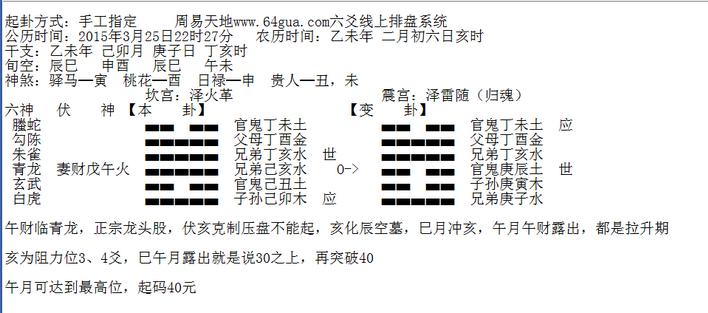 起卦方式: 手工指定 周易天地www.64gua.com六爻线上排盘系统
公历时间: 2015年3月25日22时27分 农历时间: 乙未年 二月初六日亥时
干支: 乙未年 己卯月 庚子日 丁亥时
旬空: 辰巳 申酉 辰巳 午未
神煞: 驿马—寅 桃花—酉 日禄—申 贵人—丑, 未
坎宫: 泽火革 震宫: 泽雷随 (归魂)
六神 伏 神 【本 卦】 【变 卦】
螣蛇 官鬼丁未土 官鬼丁未土 应
勾陈 父母丁酉金 父母丁酉金
朱雀 兄弟丁亥水 世 兄弟丁亥水
青龙 妻财戊午火 兄弟己亥水 O-> 官鬼庚辰土 世
玄武 官鬼己丑土 子孙庚寅木
白虎 子孙己卯木 应 兄弟庚子水
午财临青龙, 正宗龙头股, 伏亥克制压盘不能起, 亥化辰空墓, 巳月冲亥, 午月午财露出, 都是拉升期
亥为阻力位3、4爻, 巳午月露出就是说30之上, 再突破40
午月可达到最高位, 起码40元